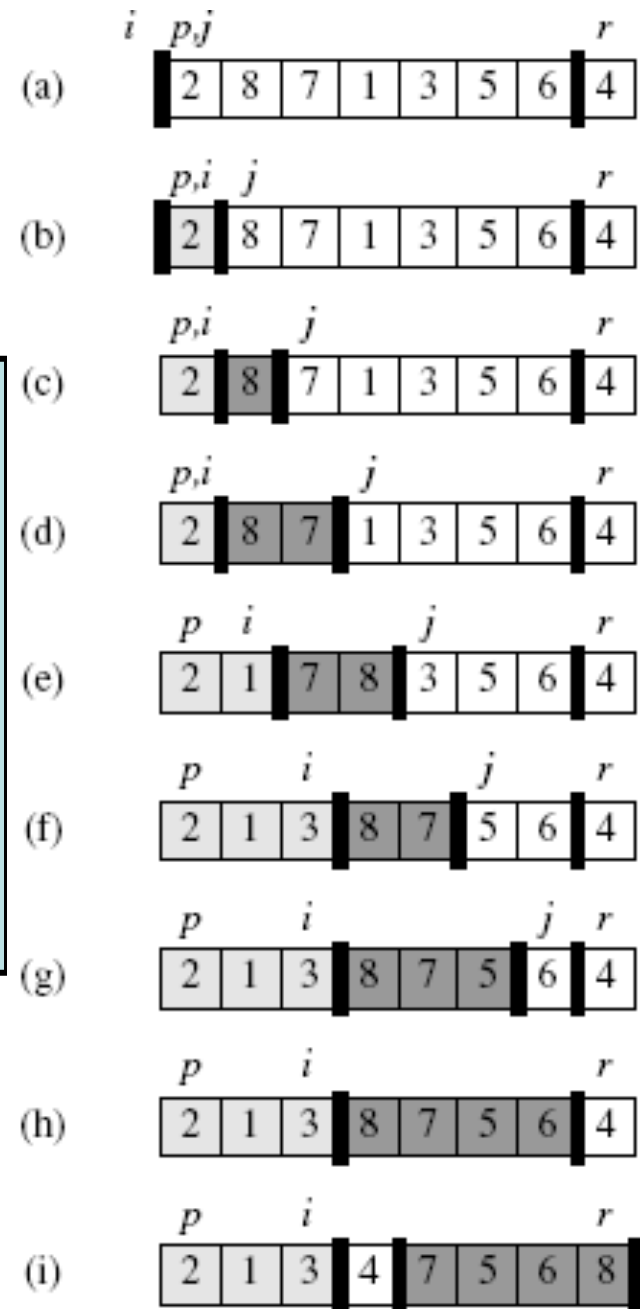 i p,j r
(a) 2 8 7 1 3 5 6 4
p,i j r
(b) 2 8 7 1 3 5 6 4
p,i j r
(c) 2 8 7 1 3 5 6 4
p,i j r
(d) 2 8 7 1 3 5 6 4
p i j r
(e) 2 1 7 8 3 5 6 4
p i j r
(f) 2 1 3 8 7 5 6 4
p i j r
(g) 2 1 3 8 7 5 6 4
p i r
(h) 2 1 3 8 7 5 6 4
p i r
(i) 2 1 3 4 7 5 6 8